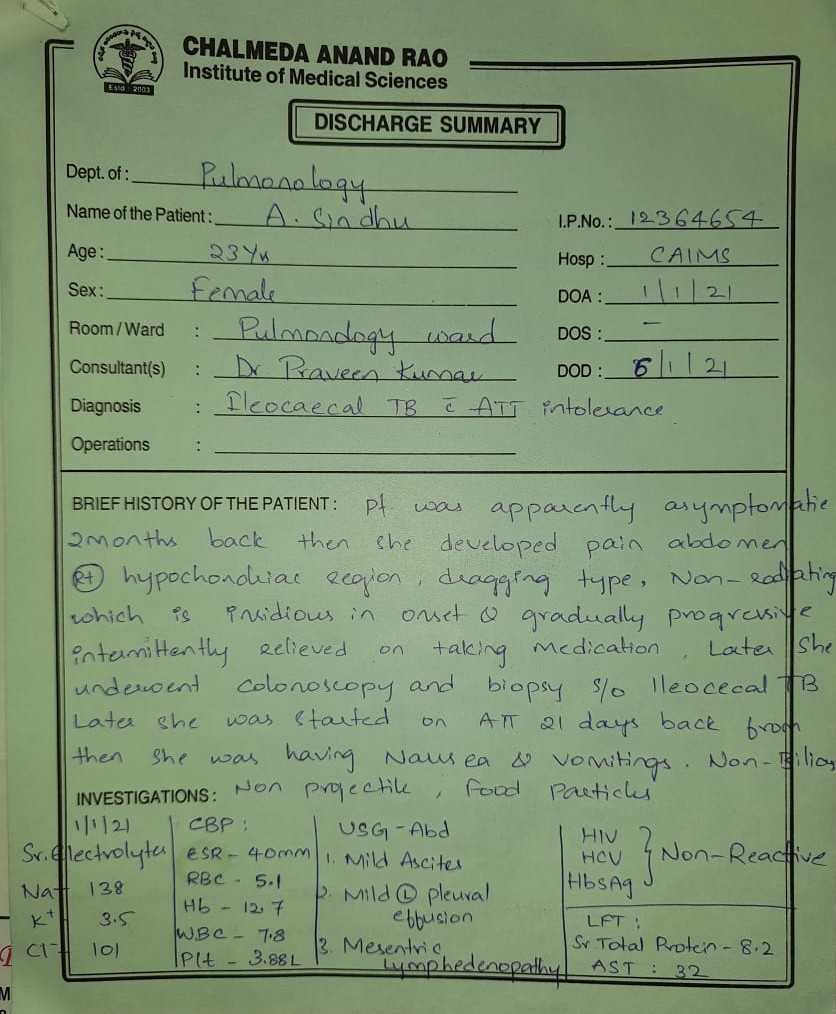 Estd : 2003
CHALMEDA ANAND RAO
Institute of Medical Sciences
DISCHARGE SUMMARY
Dept. of : Pulmonology
Name of the Patient : A. Sindhu
I.P.No. : 12364654
Age : 23 Yrs
Hosp : CAIMS
Sex : Female
DOA : 1/1/21
Room / Ward : Pulmonology ward
DOS : –
Consultant(s) : Dr Praveen Kumar
DOD : 6/1/21
Diagnosis : Ileocaecal TB c̄ ATT intolerance
Operations :
BRIEF HISTORY OF THE PATIENT : Pt. was apparently asymptomatic
2months back then she developed pain abdomen
(Rt) hypochondriac region, dragging type, Non-radiating
which is insidious in onset & gradually progressive
intermittently relieved on taking medication, Later She
underwent colonoscopy and biopsy s/o Ileocecal TB
Later she was started on ATT 21 days back from
then she was having Nausea & vomitings. Non-Bilios
INVESTIGATIONS : Non projectile, food Particles
1/1/21
Sr. Electrolytes
Na+ 138
K+ 3.5
Cl- 101
CBP :
ESR - 40mm
RBC - 5.1
Hb - 12.7
WBC - 7.8
Plt - 3.88L
USG - Abd
1. Mild Ascites
2. Mild (L) pleural
effusion
3. Mesentric
Lymphedenopathy
HIV
HCV
HbsAg
Non-Reactive
LFT :
Sr Total Protein - 8.2
AST : 32